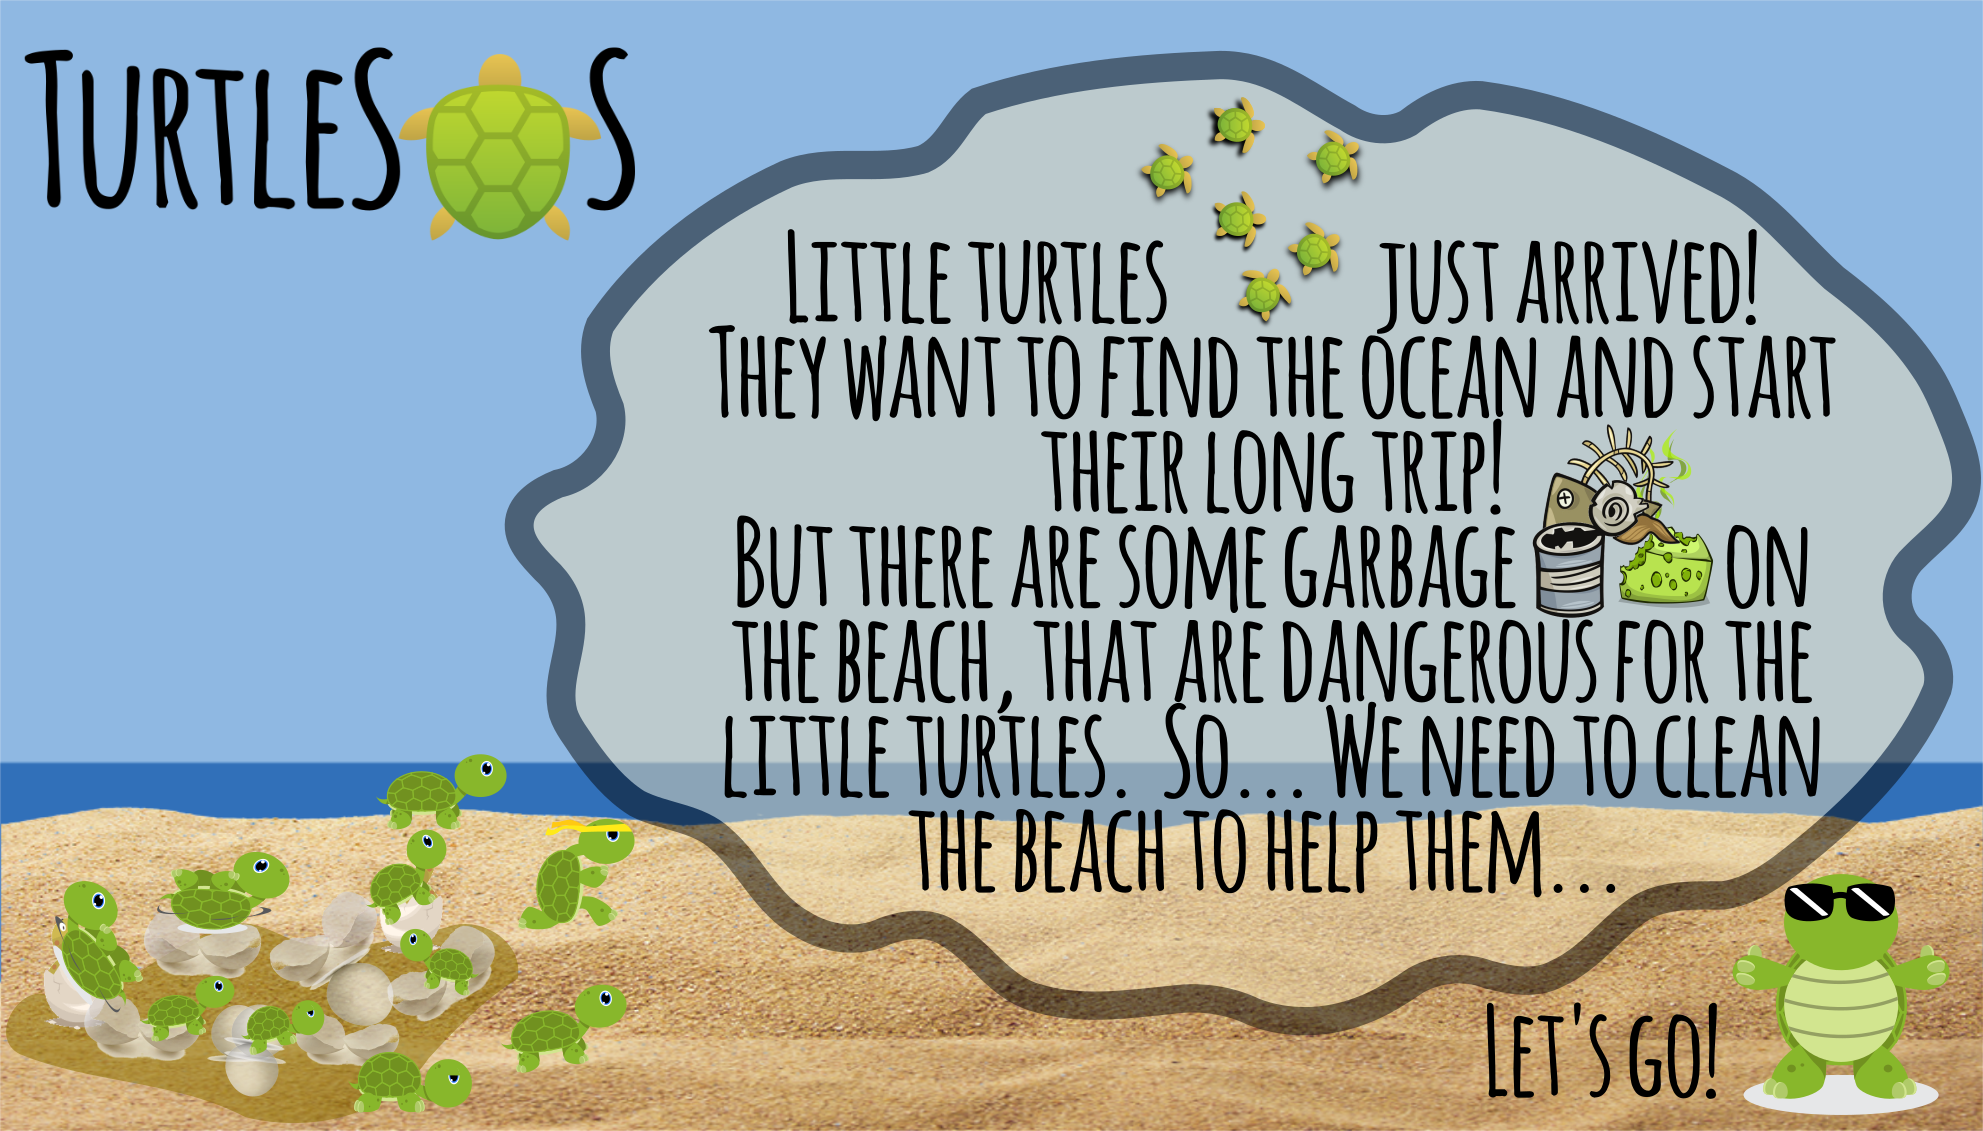 TurtleS S
Little turtles just arrived!
They want to find the ocean and start
their long trip!
But there are some garbage on
the beach, that are dangerous for the
little turtles. So... We need to clean
the beach to help them...
Let's go!